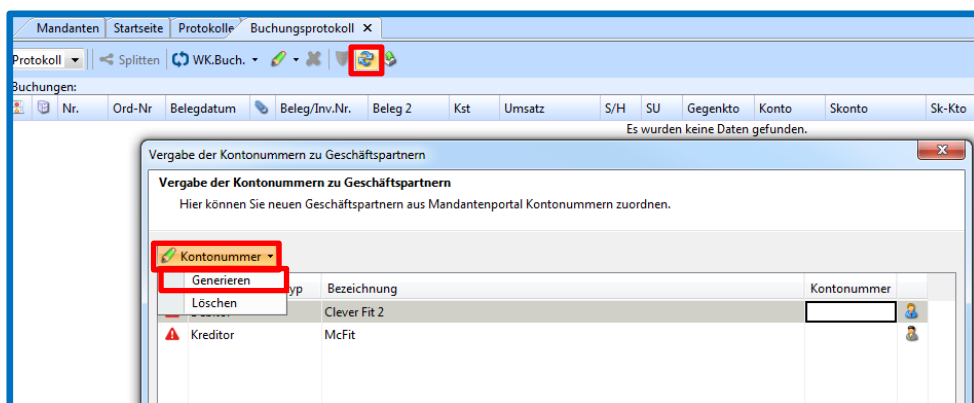 Mandanten Startseite Protokolle Buchungsprotokoll
Protokoll Splitten WK.Buch.
Buchungen:
Nr. Ord-Nr Belegdatum Beleg/Inv.Nr. Beleg 2 Kst Umsatz S/H SU Gegenkto Konto Skonto Sk-Kto
Es wurden keine Daten gefunden.
Vergabe der Kontonummern zu Geschäftspartnern
Vergabe der Kontonummern zu Geschäftspartnern
Hier können Sie neuen Geschäftspartnern aus Mandantenportal Kontonummern zuordnen.
Kontonummer
Generieren
yp Bezeichnung Kontonummer
Löschen
Clever Fit 2
Kreditor McFit